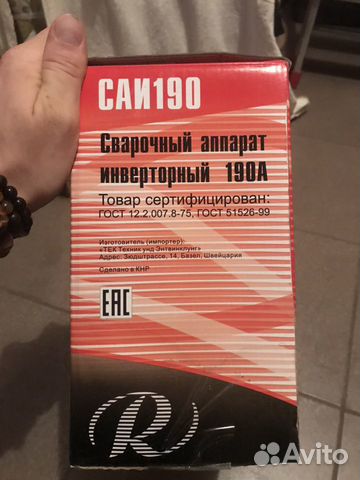 САИ190
Сварочный аппарат
инверторный 190А
Товар сертифицирован:
ГОСТ 12.2.007.8-75, ГОСТ 51526-99
Изготовитель (импортер):
«ТЕК Техник унд Энтвинклунг»
Адрес: Зюдштрассе, 14, Базел, Швейцария
Сделано в КНР
ЕАС
R
Avito